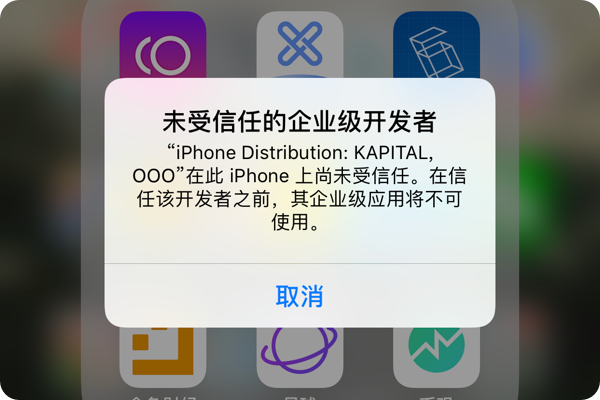 未受信任的企业级开发者
“iPhone Distribution: KAPITAL,
OOO”在此 iPhone 上尚未受信任。在信
任该开发者之前，其企业级应用将不可
使用。
取消